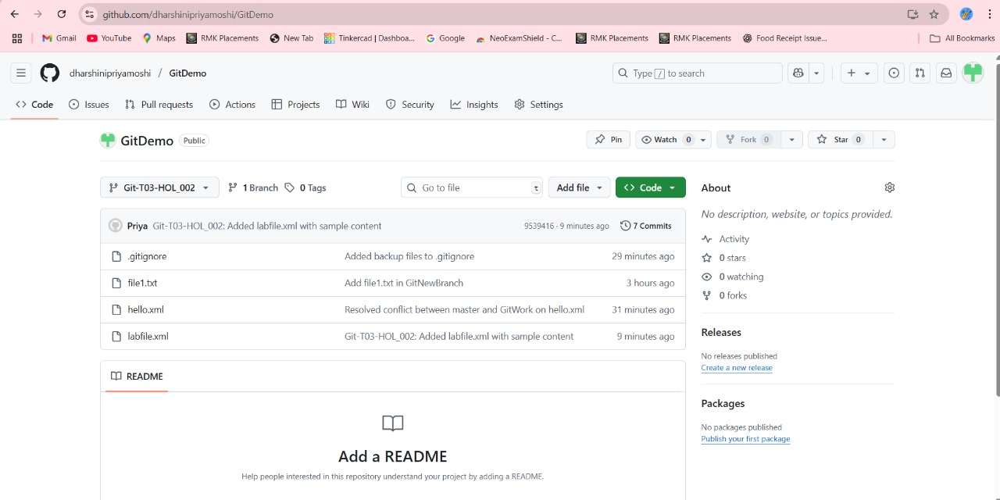 github.com/dharshinipriyamoshi/GitDemo
Gmail YouTube Maps RMK Placements New Tab Tinkercad | Dashboa... Google NeoExamShield - C... RMK Placements RMK Placements Food Receipt Issue... All Bookmarks
dharshinipriyamoshi / GitDemo Type / to search
Code Issues Pull requests Actions Projects Wiki Security Insights Settings
GitDemo Public Pin Watch 0 Fork 0 Star 0
Git-T03-HOL_002 1 Branch 0 Tags Go to file t Add file Code
Priya Git-T03-HOL_002: Added labfile.xml with sample content 9539416 · 9 minutes ago 7 Commits
.gitignore Added backup files to .gitignore 29 minutes ago
file1.txt Add file1.txt in GitNewBranch 3 hours ago
hello.xml Resolved conflict between master and GitWork on hello.xml 31 minutes ago
labfile.xml Git-T03-HOL_002: Added labfile.xml with sample content 9 minutes ago
README
Add a README
Help people interested in this repository understand your project by adding a README.
About
No description, website, or topics provided.
Activity
0 stars
0 watching
0 forks
Releases
No releases published
Create a new release
Packages
No packages published
Publish your first package